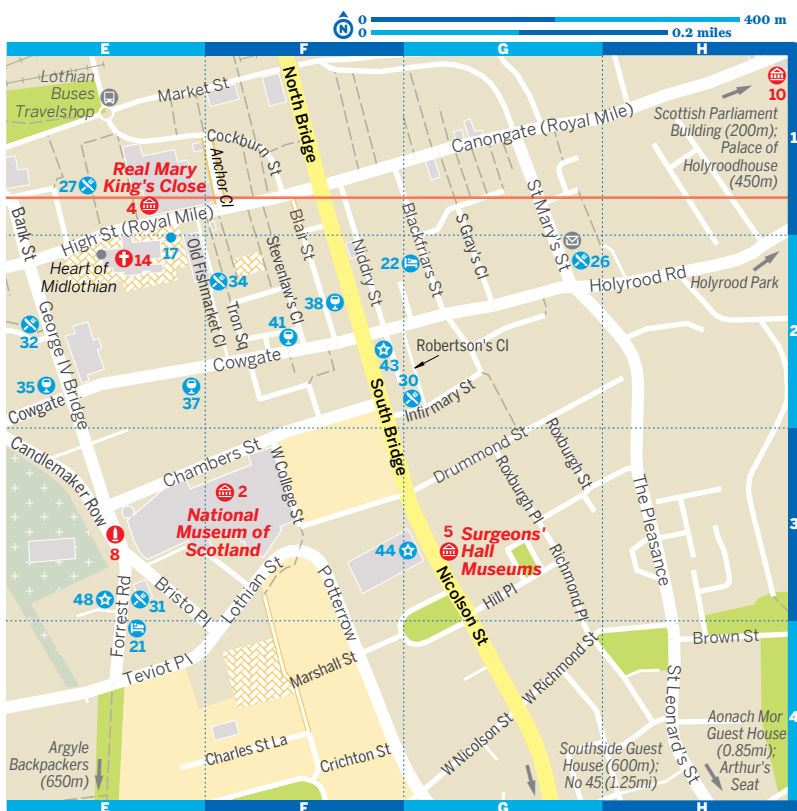 0 400 m
N 0 0.2 miles
E F G H
Lothian
Buses
Travelshop
Market St
North Bridge
Cockburn St
Anchor Cl
Canongate (Royal Mile)
10
Scottish Parliament
Building (200m);
Palace of
Holyroodhouse
(450m)
1
27
Real Mary
King's Close
4
High St (Royal Mile)
Bank St
Heart of
Midlothian
14
17
Old Fishmarket Cl
34
Tron Sq
Stevenlaw's Cl
Blair St
Niddry St
Blackfriars St
S Gray's Cl
St Mary's St
22
26
Holyrood Rd
Holyrood Park
38
41
32
George IV Bridge
Cowgate
43
Robertson's Cl
30
2
35
Cowgate
37
South Bridge
Infirmary St
Candlemaker Row
Chambers St
W College St
Drummond St
Roxburgh St
Roxburgh Pl
The Pleasance
2
National
Museum of
Scotland
8
5 Surgeons'
Hall
Museums
44
3
48
31
Forrest Rd
Bristo Pl
Lothian St
Potterrow
Nicolson St
Hill Pl
Richmond Pl
21
Teviot Pl
Marshall St
W Richmond St
Brown St
St Leonard's St
4
Argyle
Backpackers
(650m)
Charles St La
Crichton St
W Nicolson St
Southside Guest
House (600m);
No 45 (1.25mi)
Aonach Mor
Guest House
(0.85mi);
Arthur's
Seat
E F G H